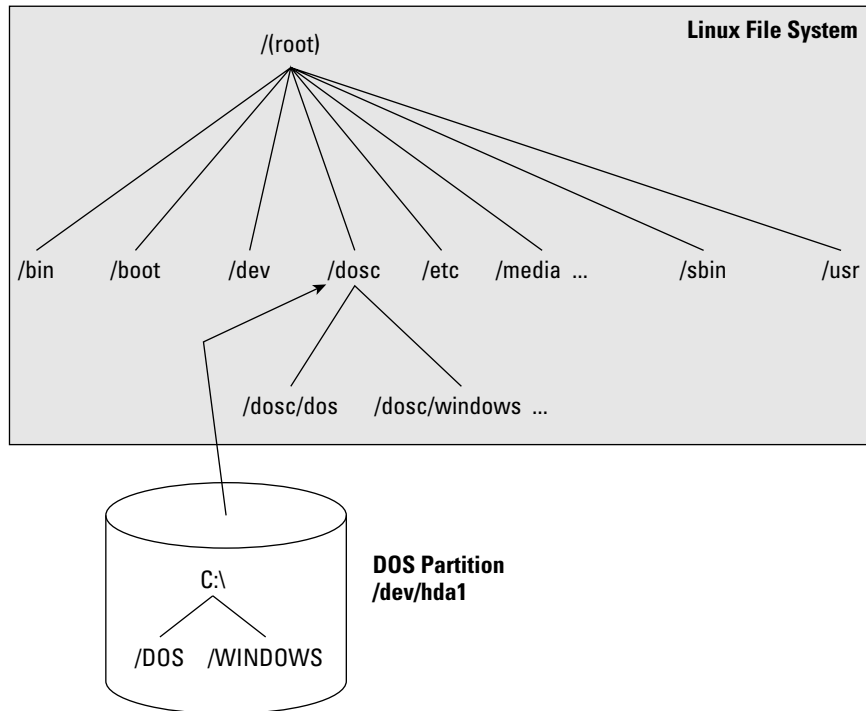 Linux File System
/(root)
/bin /boot /dev /dosc /etc /media ... /sbin /usr
/dosc/dos /dosc/windows ...
DOS Partition
/dev/hda1
C:\
/DOS /WINDOWS